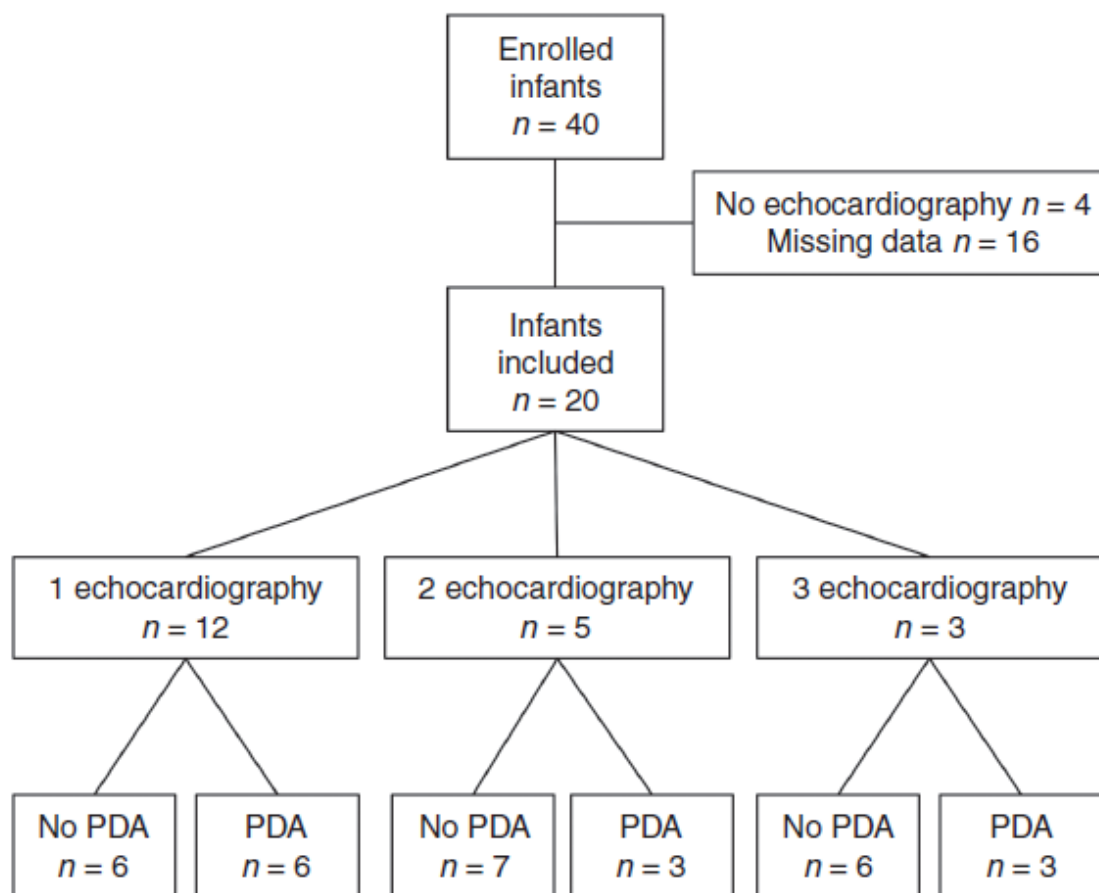 Enrolled
infants
n = 40
No echocardiography n = 4
Missing data n = 16
Infants
included
n = 20
1 echocardiography
n = 12
2 echocardiography
n = 5
3 echocardiography
n = 3
No PDA
n = 6
PDA
n = 6
No PDA
n = 7
PDA
n = 3
No PDA
n = 6
PDA
n = 3